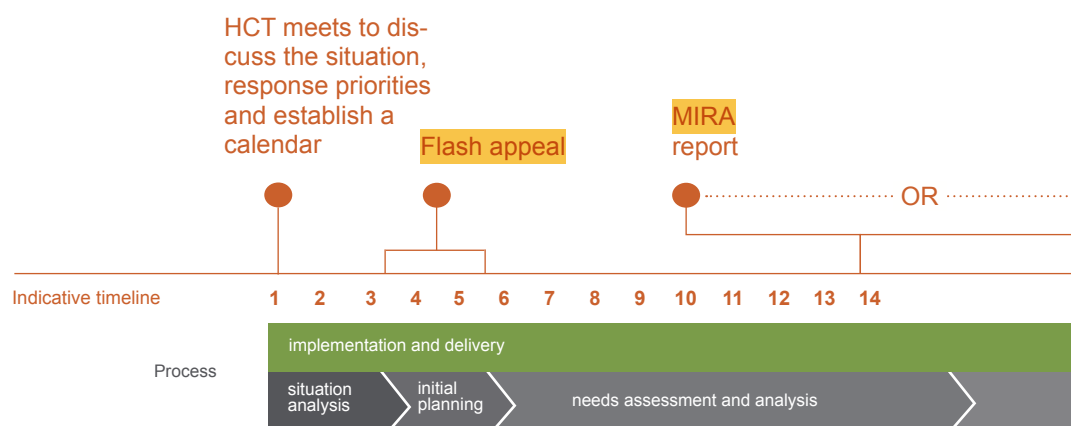 HCT meets to dis-
cuss the situation,
response priorities
and establish a
calendar
Flash appeal
MIRA
report
OR
Indicative timeline 1 2 3 4 5 6 7 8 9 10 11 12 13 14
Process
implementation and delivery
situation
analysis
initial
planning
needs assessment and analysis